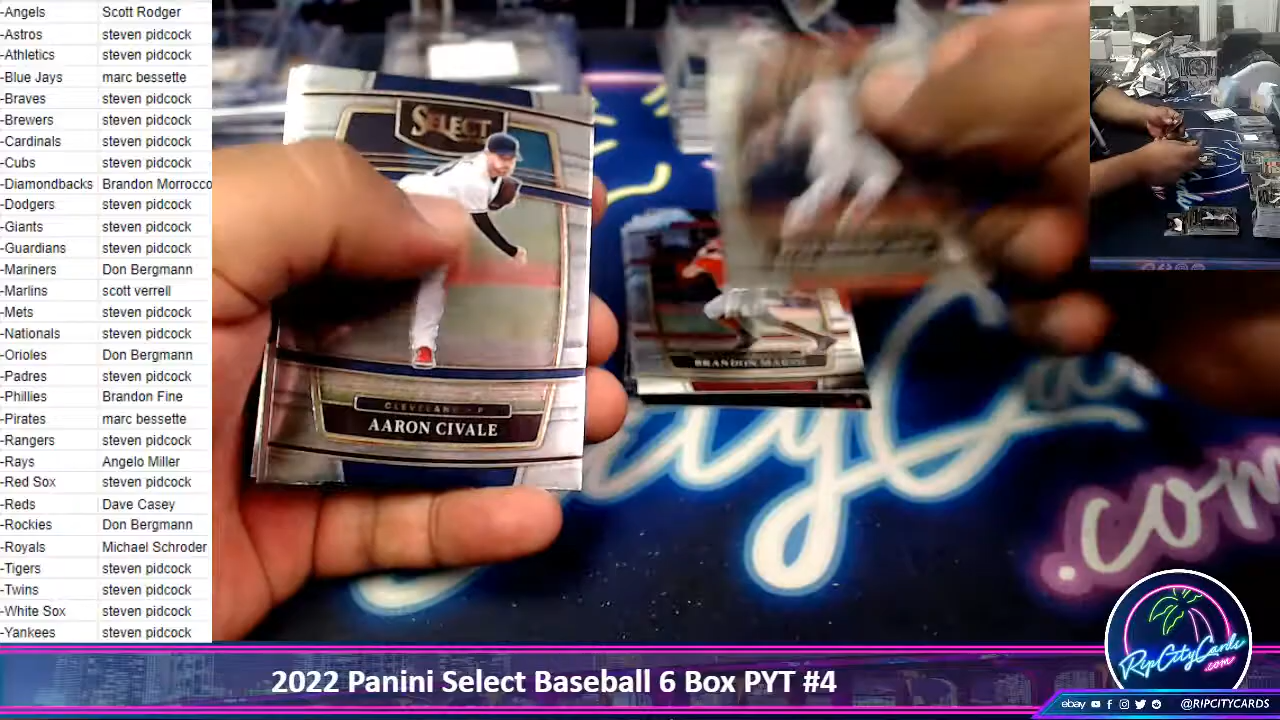 -Angels Scott Rodger
-Astros steven pidcock
-Athletics steven pidcock
-Blue Jays marc bessette
-Braves steven pidcock
-Brewers steven pidcock
-Cardinals steven pidcock
-Cubs steven pidcock
-Diamondbacks Brandon Morrocco
-Dodgers steven pidcock
-Giants steven pidcock
-Guardians steven pidcock
-Mariners Don Bergmann
-Marlins scott verrell
-Mets steven pidcock
-Nationals steven pidcock
-Orioles Don Bergmann
-Padres steven pidcock
-Phillies Brandon Fine
-Pirates marc bessette
-Rangers steven pidcock
-Rays Angelo Miller
-Red Sox steven pidcock
-Reds Dave Casey
-Rockies Don Bergmann
-Royals Michael Schroder
-Tigers steven pidcock
-Twins steven pidcock
-White Sox steven pidcock
-Yankees steven pidcock
SELECT
CLEVELAND - P
AARON CIVALE
BRANDON MARSH
.com
2022 Panini Select Baseball 6 Box PYT #4
RipCityCards
.com
ebay @RIPCITYCARDS